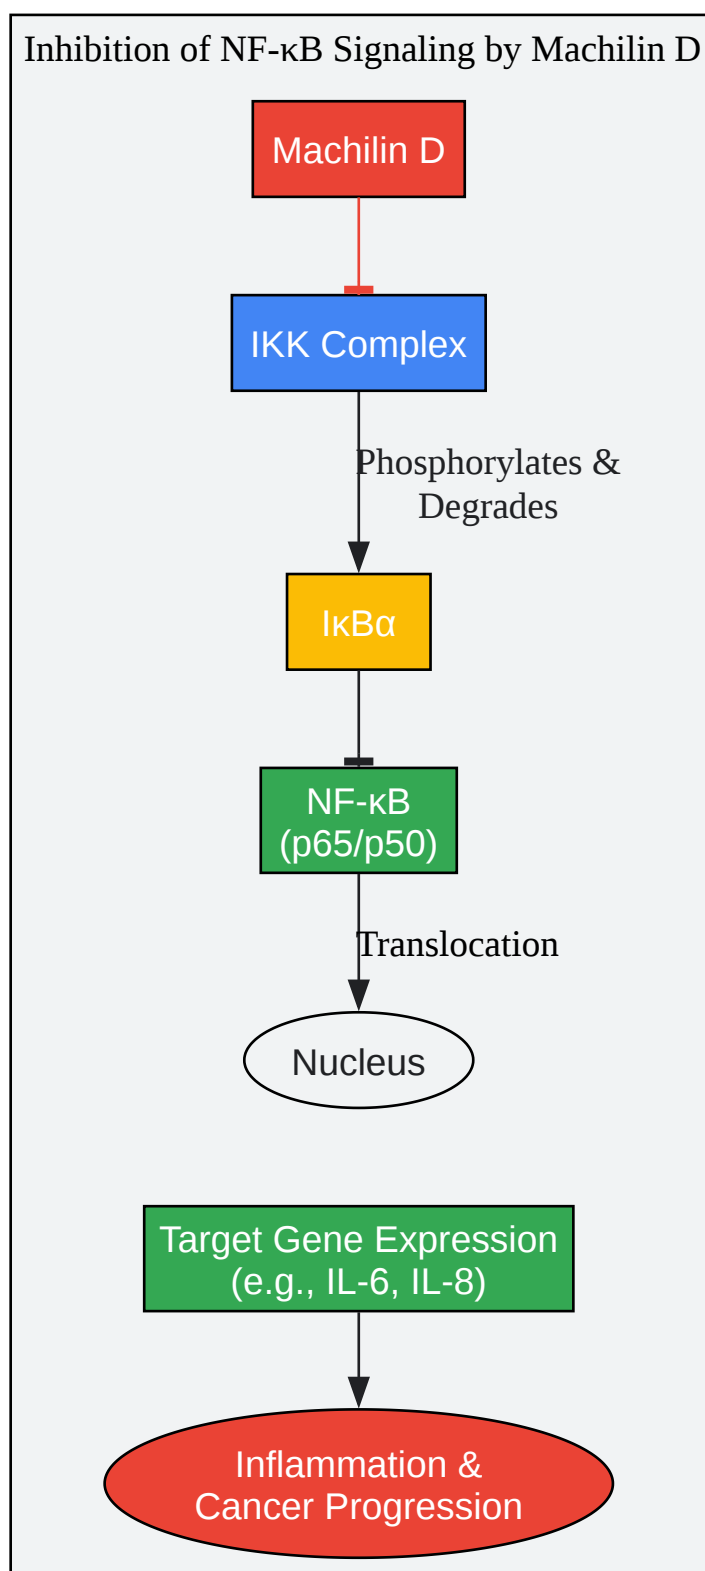 Inhibition of NF-κB Signaling by Machilin D
Machilin D
IKK Complex
Phosphorylates &
Degrades
IκBα
NF-κB
(p65/p50)
Translocation
Nucleus
Target Gene Expression
(e.g., IL-6, IL-8)
Inflammation &
Cancer Progression